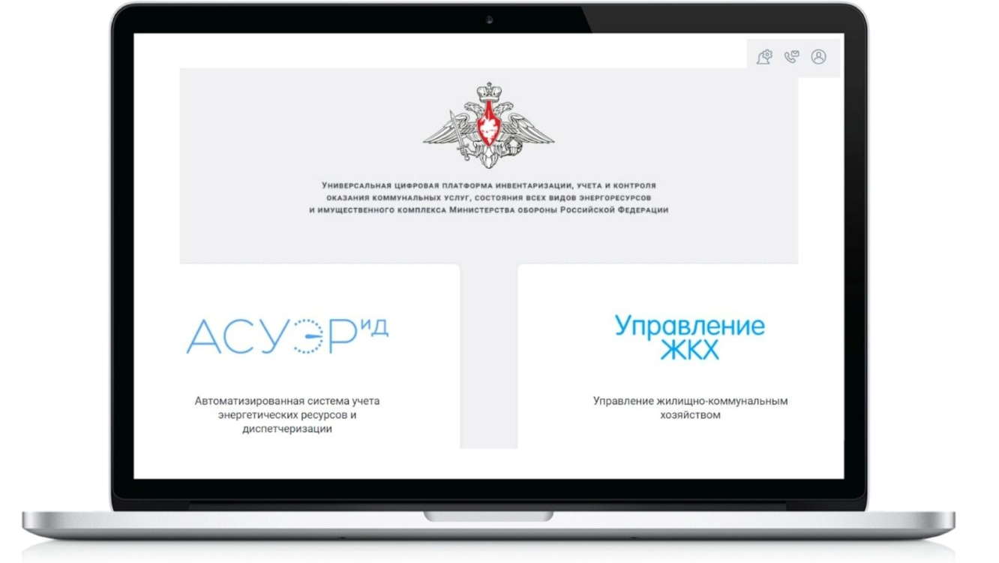 Универсальная цифровая платформа инвентаризации, учета и контроля
оказания коммунальных услуг, состояния всех видов энергоресурсов
и имущественного комплекса Министерства обороны Российской Федерации
АСУЭРид
Автоматизированная система учета
энергетических ресурсов и
диспетчеризации
Управление
ЖКХ
Управление жилищно-коммунальным
хозяйством